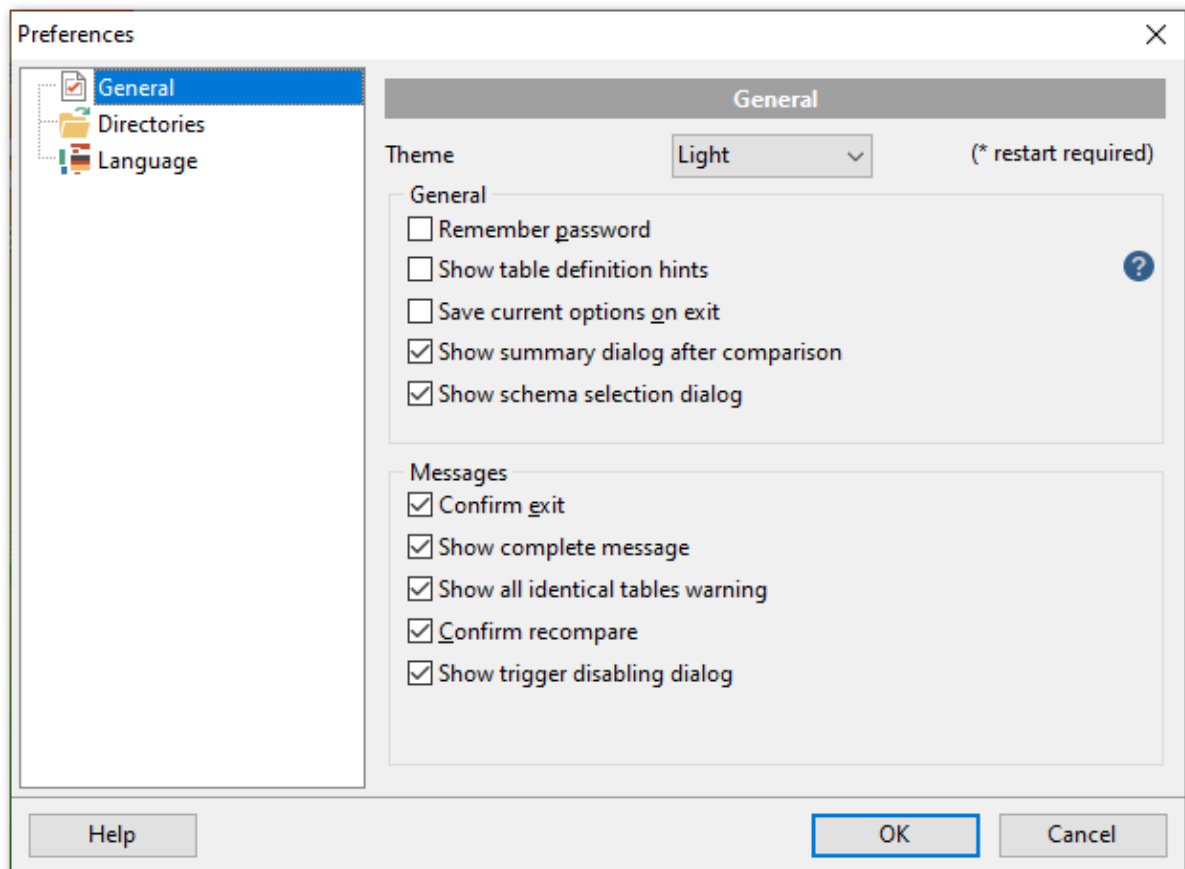 Preferences
General
Directories
Language
General
Theme
Light
(* restart required)
General
Remember password
Show table definition hints
?
Save current options on exit
Show summary dialog after comparison
Show schema selection dialog
Messages
Confirm exit
Show complete message
Show all identical tables warning
Confirm recompare
Show trigger disabling dialog
Help
OK
Cancel